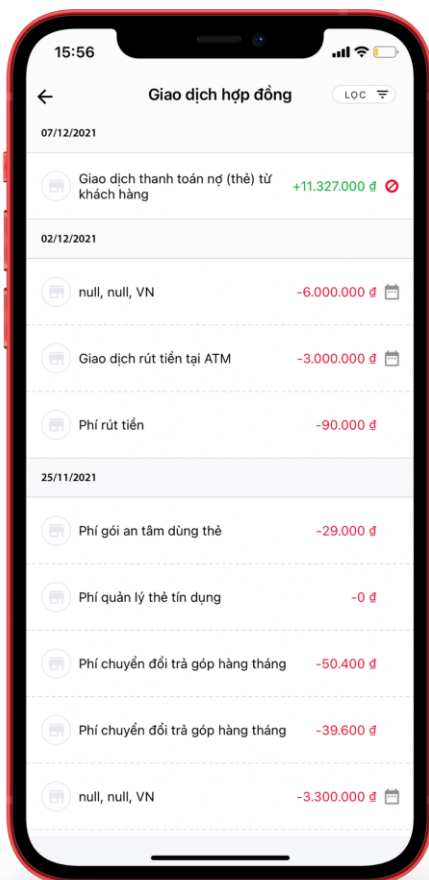 15:56
Giao dịch hợp đồng
LỌC
07/12/2021
Giao dịch thanh toán nợ (thẻ) từ
khách hàng
+11.327.000 ₫
02/12/2021
null, null, VN
-6.000.000 ₫
Giao dịch rút tiền tại ATM
-3.000.000 ₫
Phí rút tiền
-90.000 ₫
25/11/2021
Phí gói an tâm dùng thẻ
-29.000 ₫
Phí quản lý thẻ tín dụng
-0 ₫
Phí chuyển đổi trả góp hàng tháng
-50.400 ₫
Phí chuyển đổi trả góp hàng tháng
-39.600 ₫
null, null, VN
-3.300.000 ₫